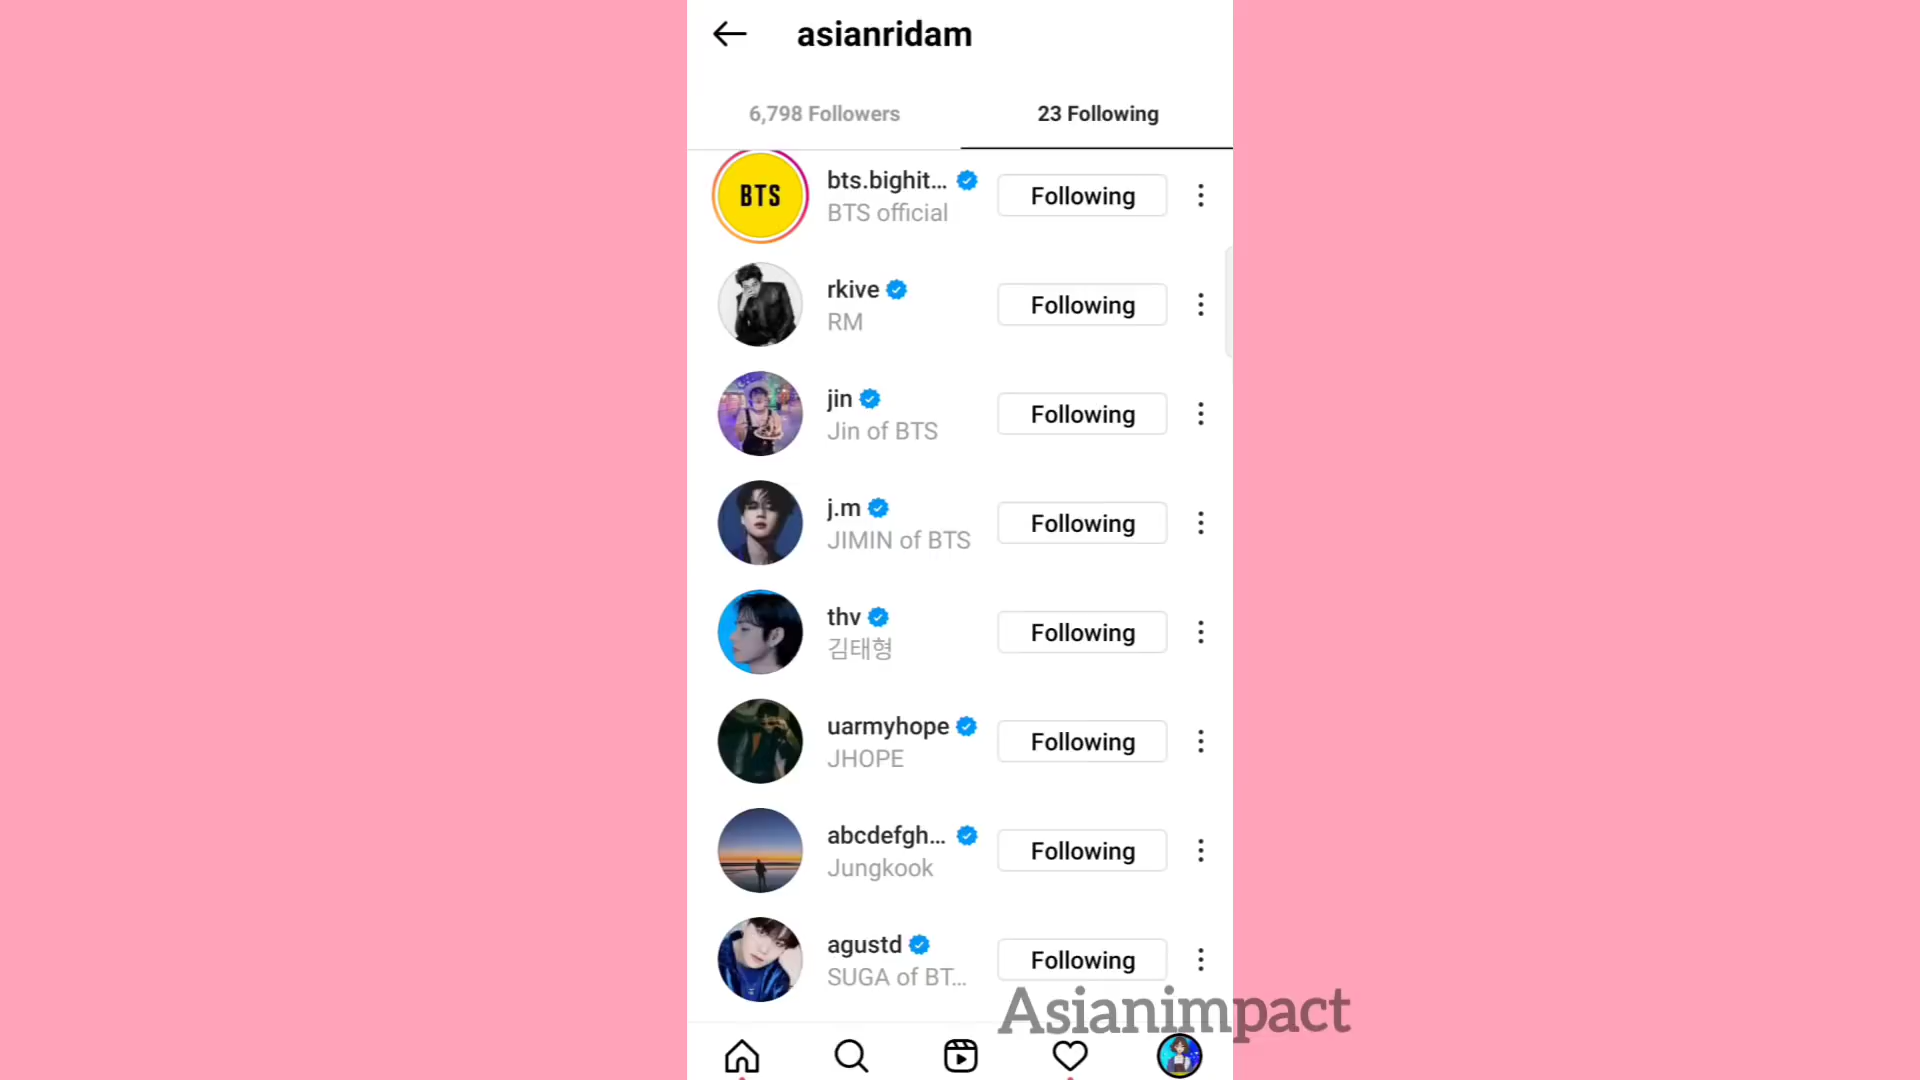 asianridam
6,798 Followers
23 Following
BTS
bts.bighit...
Following
BTS official
rkive
Following
RM
jin
Following
Jin of BTS
j.m
Following
JIMIN of BTS
thv
Following
김태형
uarmyhope
Following
JHOPE
abcdefgh...
Following
Jungkook
agustd
Following
SUGA of BT...
Asianimpact